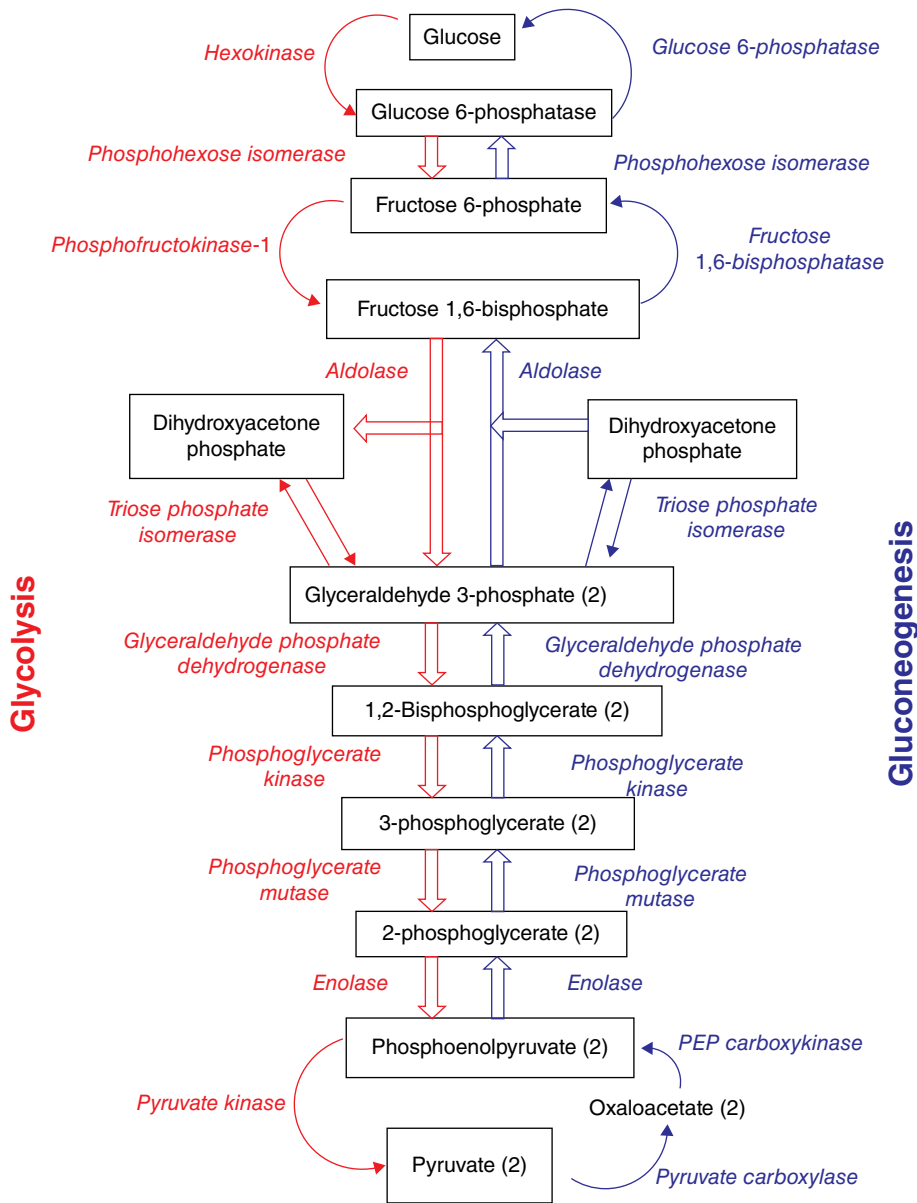 Glucose
Hexokinase
Glucose 6-phosphatase
Glucose 6-phosphatase
Phosphohexose isomerase
Phosphohexose isomerase
Fructose 6-phosphate
Phosphofructokinase-1
Fructose
1,6-bisphosphatase
Fructose 1,6-bisphosphate
Aldolase
Aldolase
Dihydroxyacetone
phosphate
Dihydroxyacetone
phosphate
Triose phosphate
isomerase
Triose phosphate
isomerase
Glycolysis
Gluconeogenesis
Glyceraldehyde 3-phosphate (2)
Glyceraldehyde phosphate
dehydrogenase
Glyceraldehyde phosphate
dehydrogenase
1,2-Bisphosphoglycerate (2)
Phosphoglycerate
kinase
Phosphoglycerate
kinase
3-phosphoglycerate (2)
Phosphoglycerate
mutase
Phosphoglycerate
mutase
2-phosphoglycerate (2)
Enolase
Enolase
Phosphoenolpyruvate (2)
PEP carboxykinase
Pyruvate kinase
Oxaloacetate (2)
Pyruvate (2)
Pyruvate carboxylase